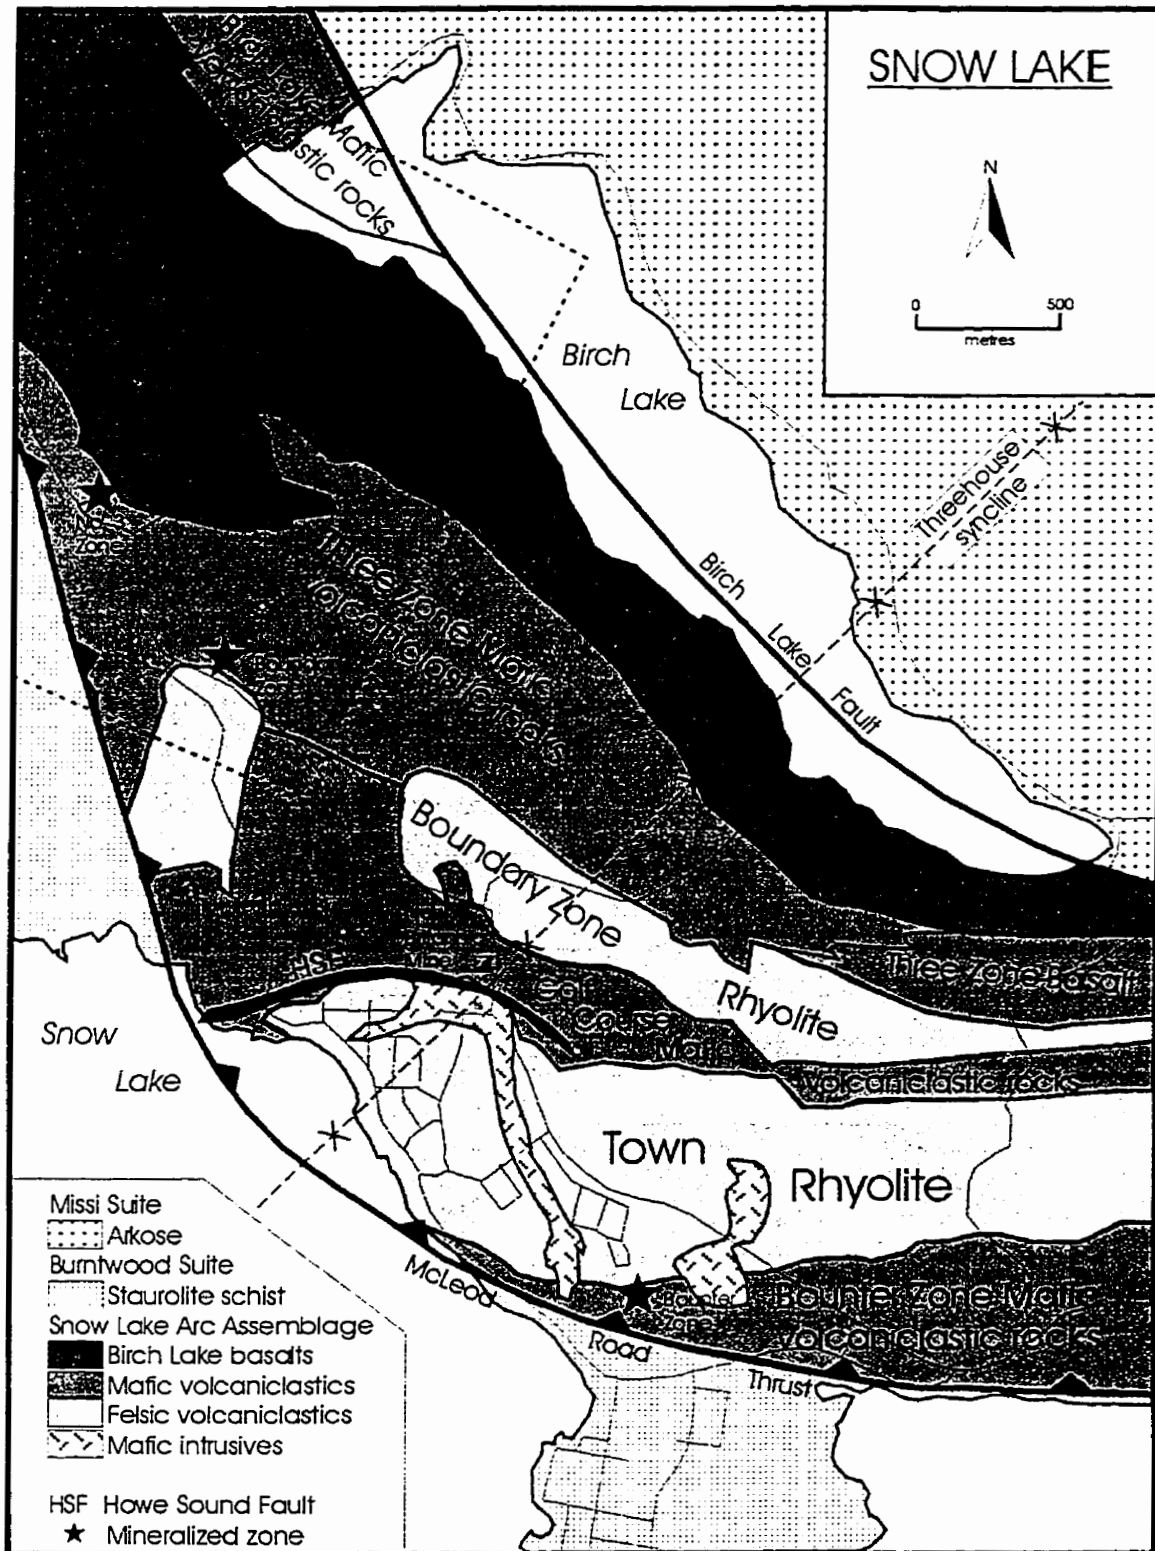 SNOW LAKE
N
0 500
metres
Mafic
stic rocks
Birch
Lake
Threehouse
syncline
Birch
Lake
Fault
Zone
Three Zone Mafic
volcaniclastic rocks
Boundary Zone
Rhyolite
Three Zone Basalt
HSF
Mafic
volcaniclastic rocks
Snow
Lake
Town
Rhyolite
McLeod
Road
Thrust
Zone
Bounter Zone Mafic
volcaniclastic rocks
Missi Suite
Arkose
Burntwood Suite
Staurolite schist
Snow Lake Arc Assemblage
Birch Lake basalts
Mafic volcaniclastics
Felsic volcaniclastics
Mafic intrusives
HSF Howe Sound Fault
★ Mineralized zone